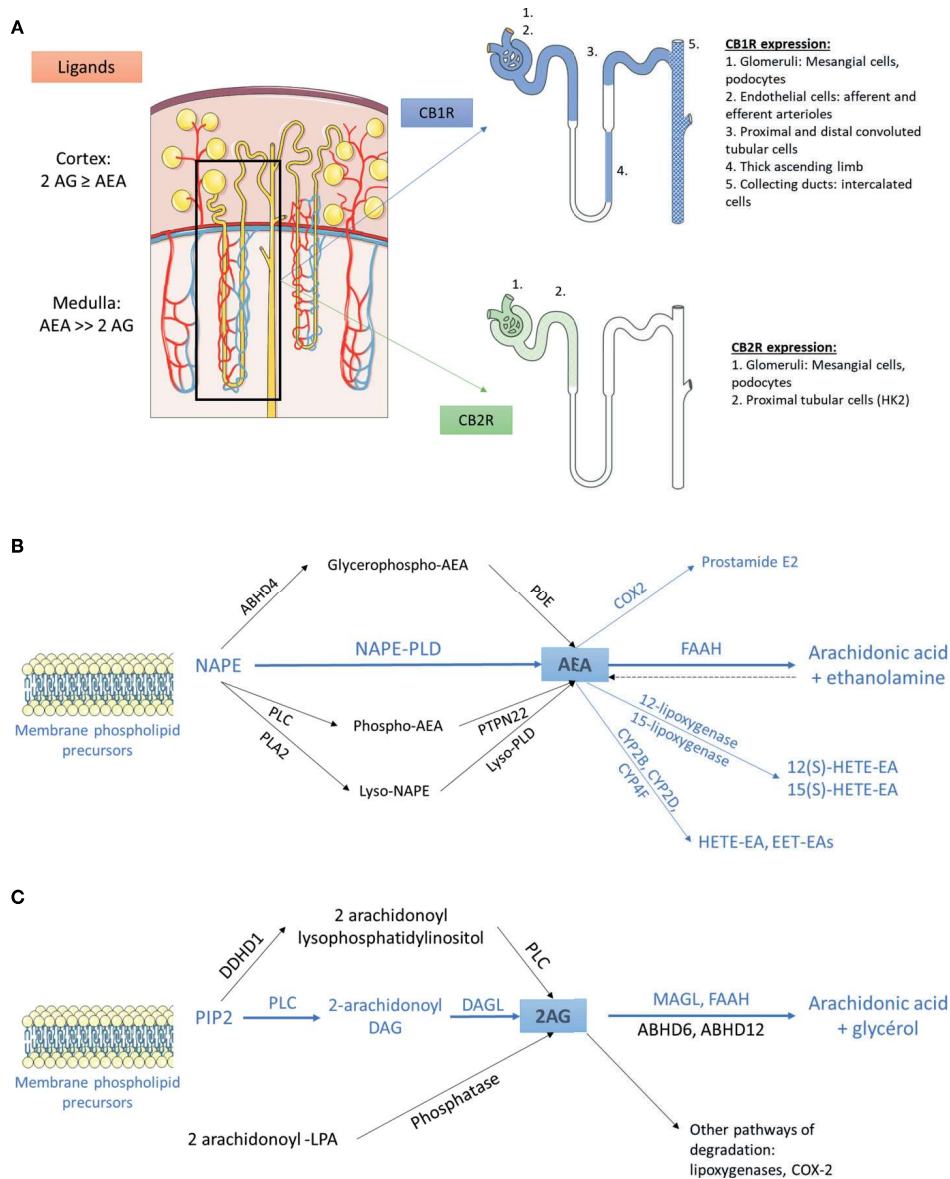 A
Ligands
Cortex:
2 AG ≥ AEA
Medulla:
AEA >> 2 AG
CB1R
CB2R
1.
2.
3.
4.
5.
CB1R expression:
1. Glomeruli: Mesangial cells,
podocytes
2. Endothelial cells: afferent and
efferent arterioles
3. Proximal and distal convoluted
tubular cells
4. Thick ascending limb
5. Collecting ducts: intercalated
cells
1.
2.
CB2R expression:
1. Glomeruli: Mesangial cells,
podocytes
2. Proximal tubular cells (HK2)
B
Membrane phospholipid
precursors
NAPE
ABHD4
Glycerophospho-AEA
PDE
NAPE-PLD
AEA
PLC
Phospho-AEA
PTPN22
PLA2
Lyso-NAPE
Lyso-PLD
COX2
Prostamide E2
FAAH
Arachidonic acid
+ ethanolamine
12-lipoxygenase
15-lipoxygenase
12(S)-HETE-EA
15(S)-HETE-EA
CYP2B, CYP2D,
CYP4F
HETE-EA, EET-EAs
C
Membrane phospholipid
precursors
PIP2
DDHD1
2 arachidonoyl
lysophosphatidylinositol
PLC
PLC
2-arachidonoyl
DAG
DAGL
2AG
2 arachidonoyl -LPA
Phosphatase
MAGL, FAAH
ABHD6, ABHD12
Arachidonic acid
+ glycérol
Other pathways of
degradation:
lipoxygenases, COX-2